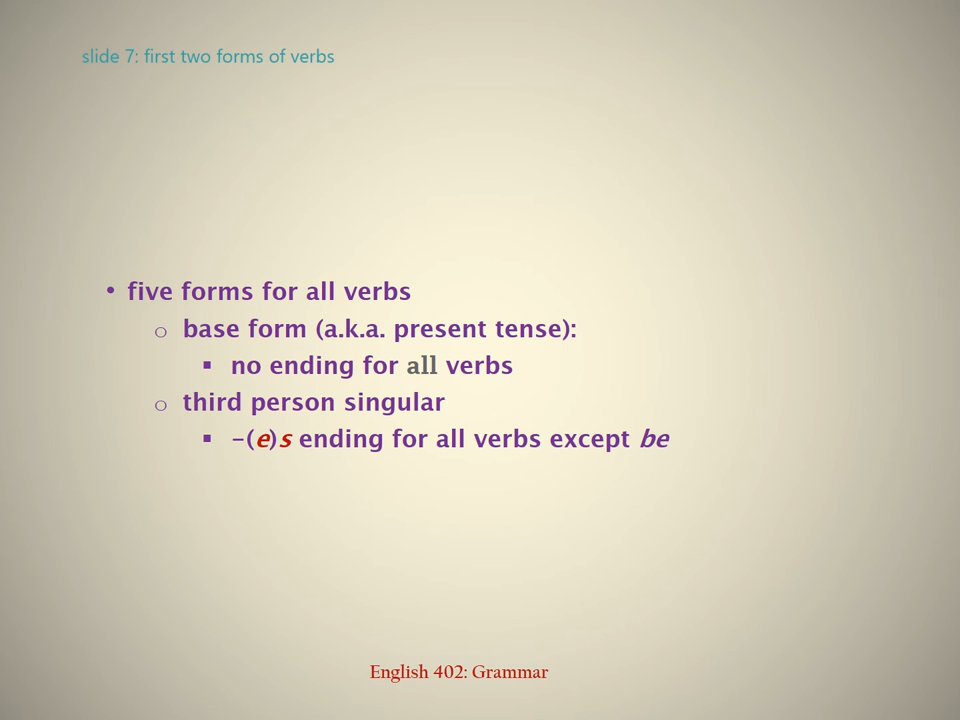 slide 7: first two forms of verbs
• five forms for all verbs
o base form (a.k.a. present tense):
▪ no ending for all verbs
o third person singular
▪ –(e)s ending for all verbs except be
English 402: Grammar